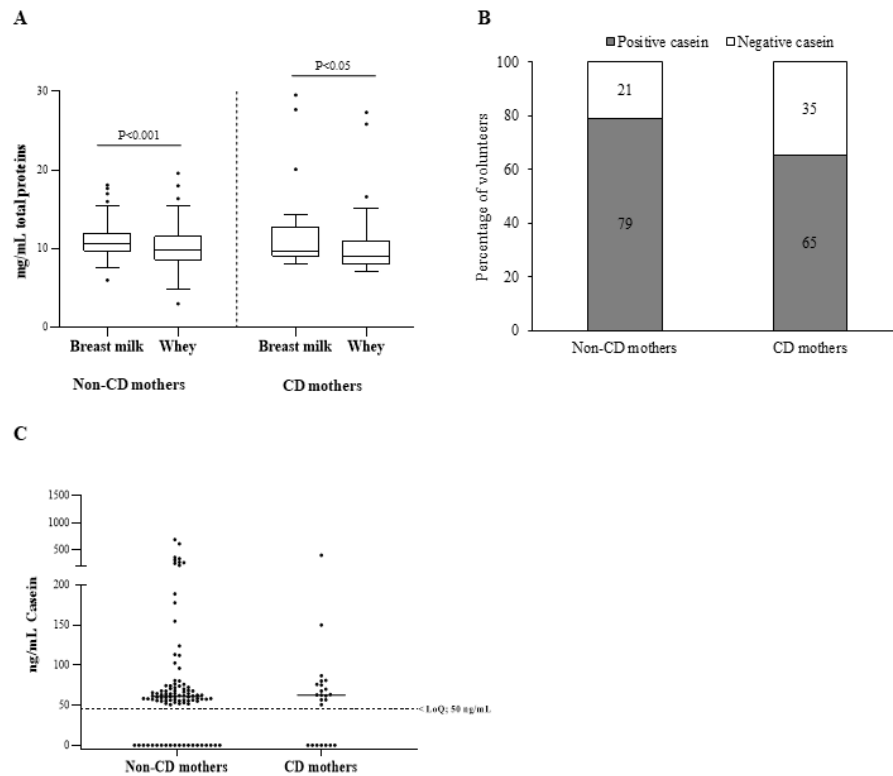 A
B
Positive casein Negative casein
P<0.001
P<0.05
mg/mL total proteins
30
20
10
0
Breast milk Whey Breast milk Whey
Non-CD mothers CD mothers
Percentage of volunteers
100
80
60
40
20
0
21
79
35
65
Non-CD mothers CD mothers
C
ng/mL Casein
1500
1000
500
200
150
100
50
0
< LoQ; 50 ng/mL
Non-CD mothers CD mothers